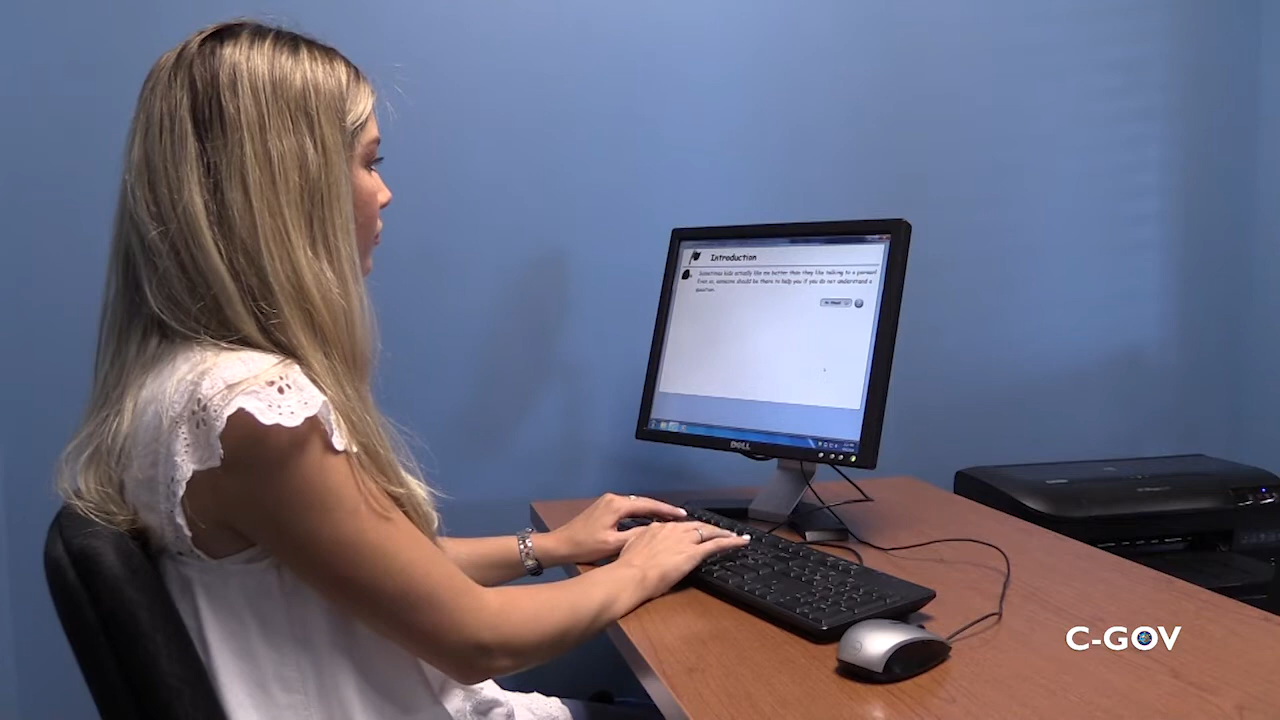 Introduction
Sometimes kids actually like me better than they like talking to a person!
Even so, someone should be there to help you if you do not understand a
question.
DELL
C-GOV